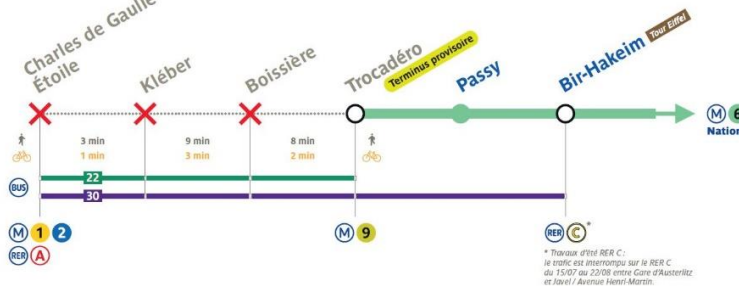 Charles de Gaulle
Étoile
Kléber
Boissière
Trocadéro
Terminus provisoire
Passy
Bir-Hakeim
Tour Eiffel
M 6
Nation
3 min
9 min
8 min
1 min
3 min
2 min
BUS
22
30
M 1 2
M 9
RER C*
RER A
* Travaux d'été RER C :
le trafic est interrompu sur le RER C
du 15/07 au 22/08 entre Gare d'Austerlitz
et Javel / Avenue Henri-Martin.